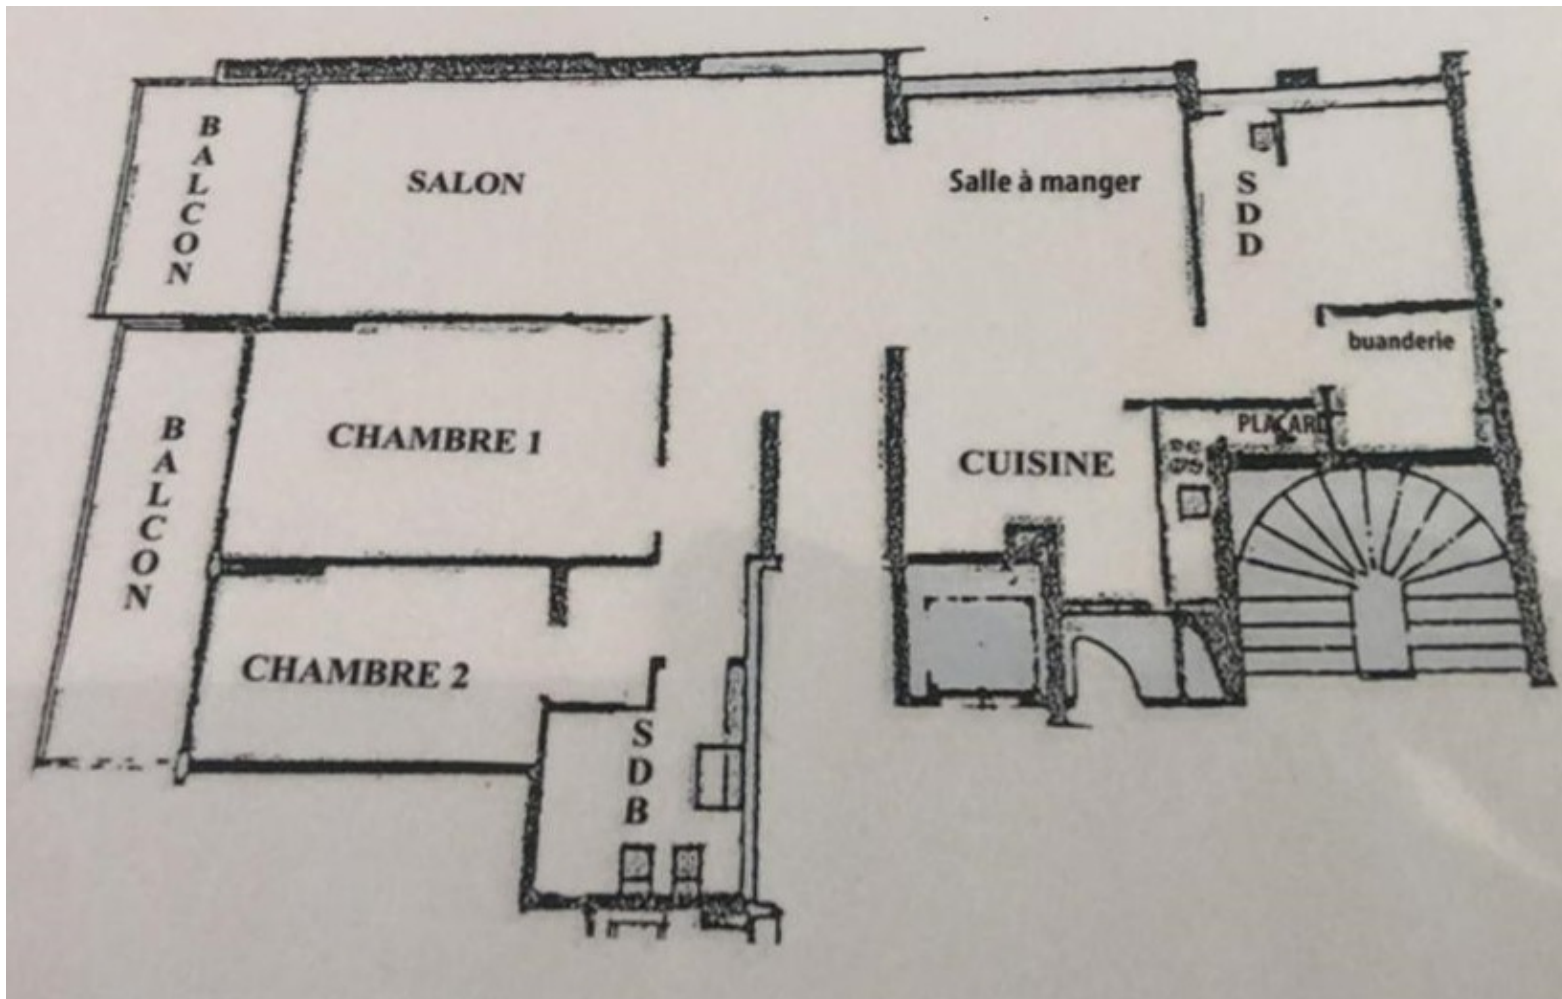 BALCON
SALON
Salle à manger
SDD
buanderie
BALCON
CHAMBRE 1
PLACARD
CUISINE
CHAMBRE 2
SDB